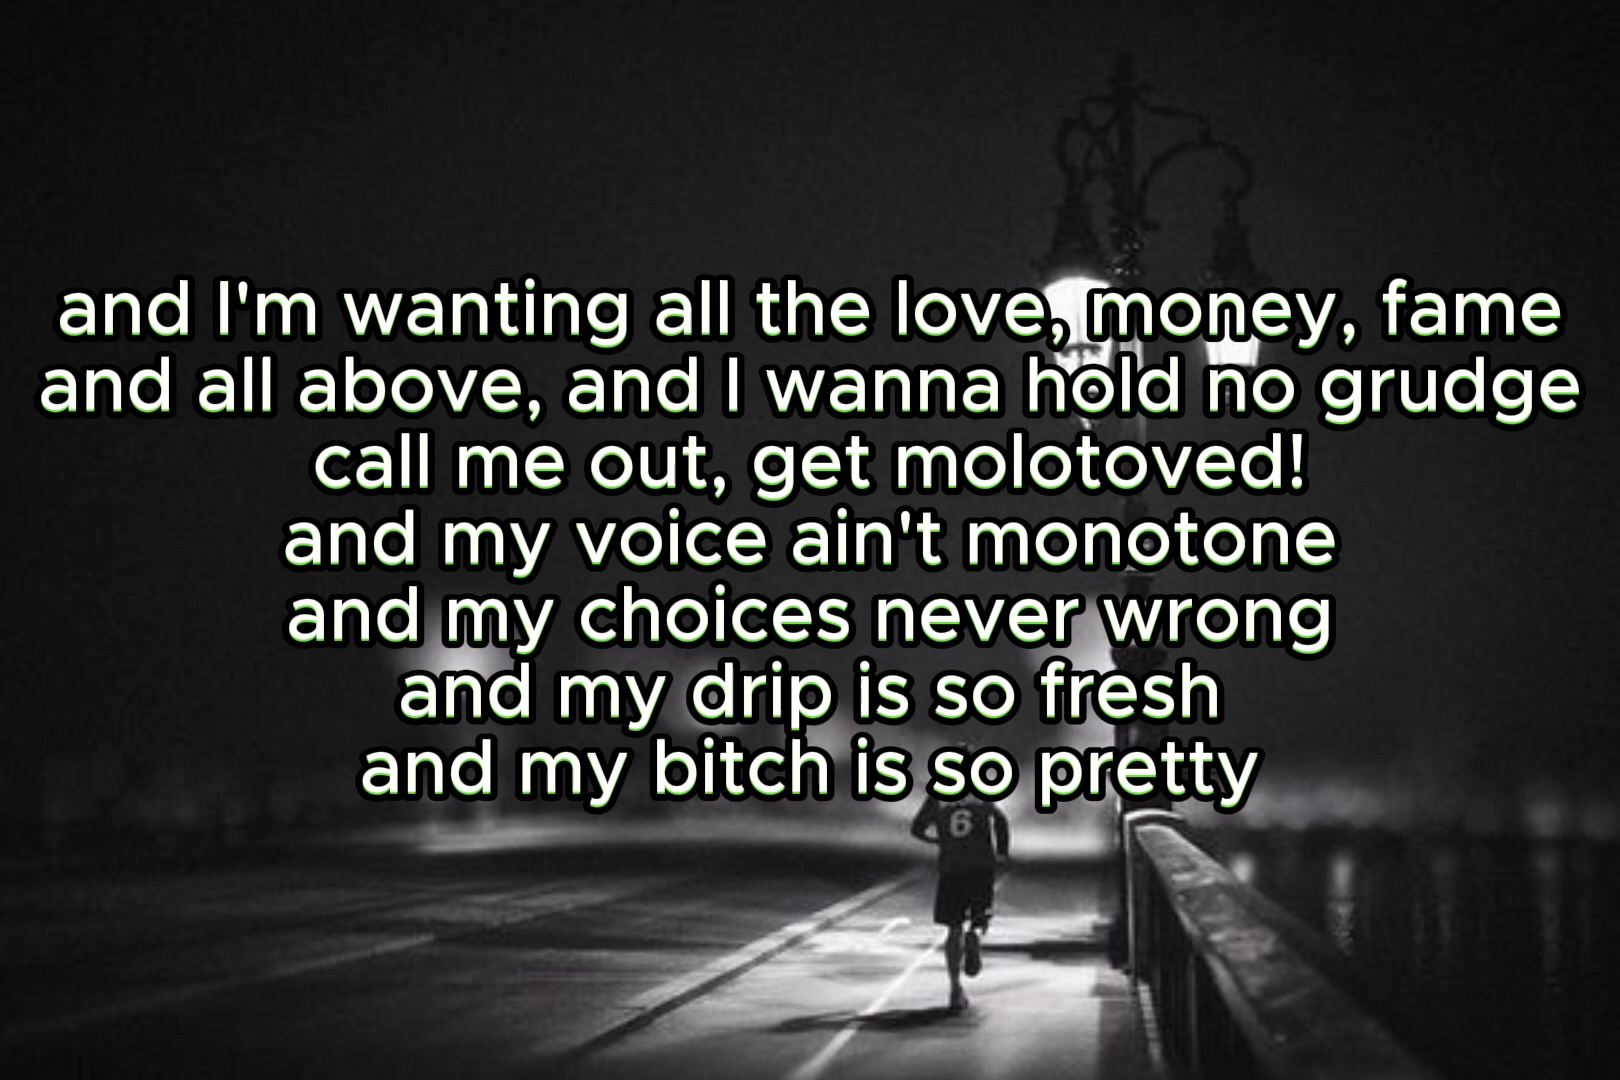 and I'm wanting all the love, money, fame
and all above, and I wanna hold no grudge
call me out, get molotoved!
and my voice ain't monotone
and my choices never wrong
and my drip is so fresh
and my bitch is so pretty
6